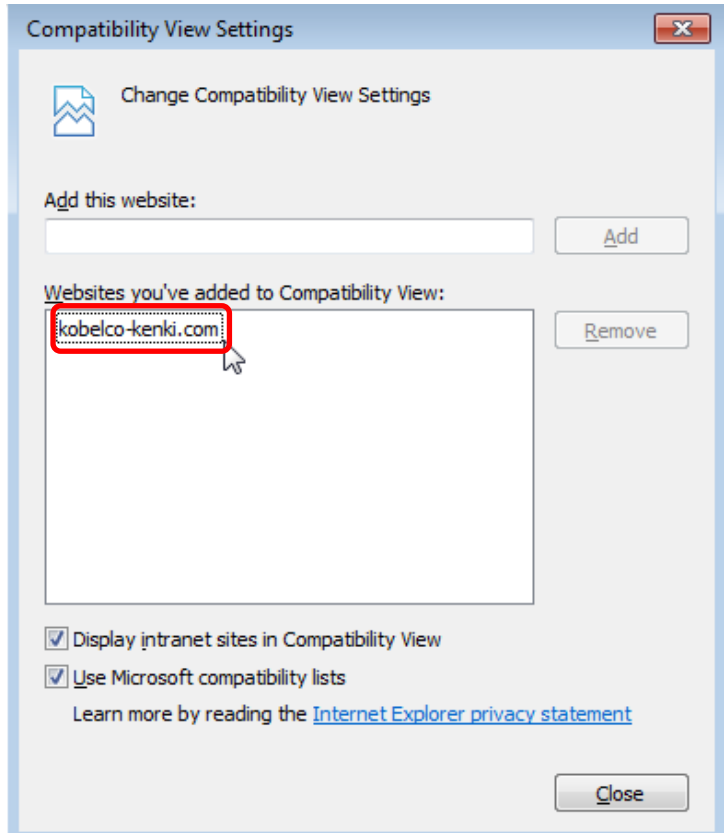 Compatibility View Settings
Change Compatibility View Settings
Add this website:
Add
Websites you've added to Compatibility View:
kobelco-kenki.com
Remove
Display intranet sites in Compatibility View
Use Microsoft compatibility lists
Learn more by reading the Internet Explorer privacy statement
Close